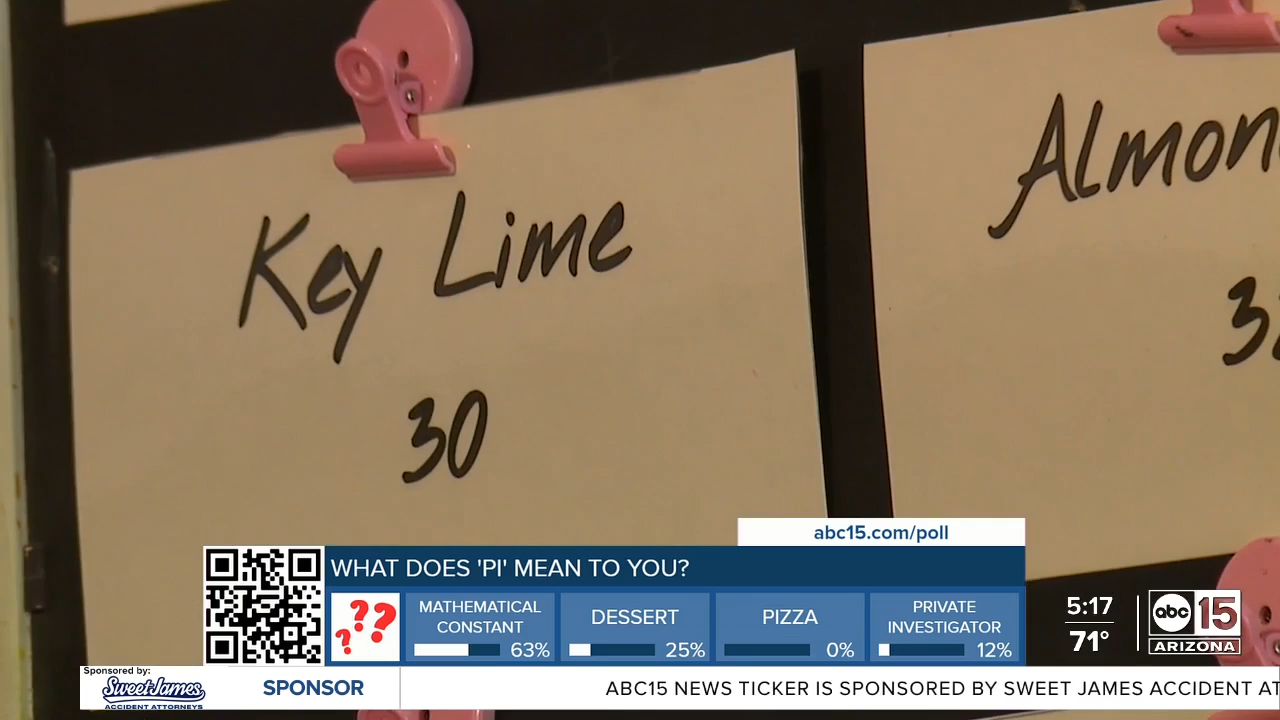 Key Lime
30
abc15.com/poll
WHAT DOES 'PI' MEAN TO YOU?
??
?
MATHEMATICAL
CONSTANT
63%
DESSERT
25%
PIZZA
0%
PRIVATE
INVESTIGATOR
12%
5:17
71°
abc 15
ARIZONA
Sponsored by:
Sweet James
ACCIDENT ATTORNEYS
SPONSOR
ABC15 NEWS TICKER IS SPONSORED BY SWEET JAMES ACCIDENT